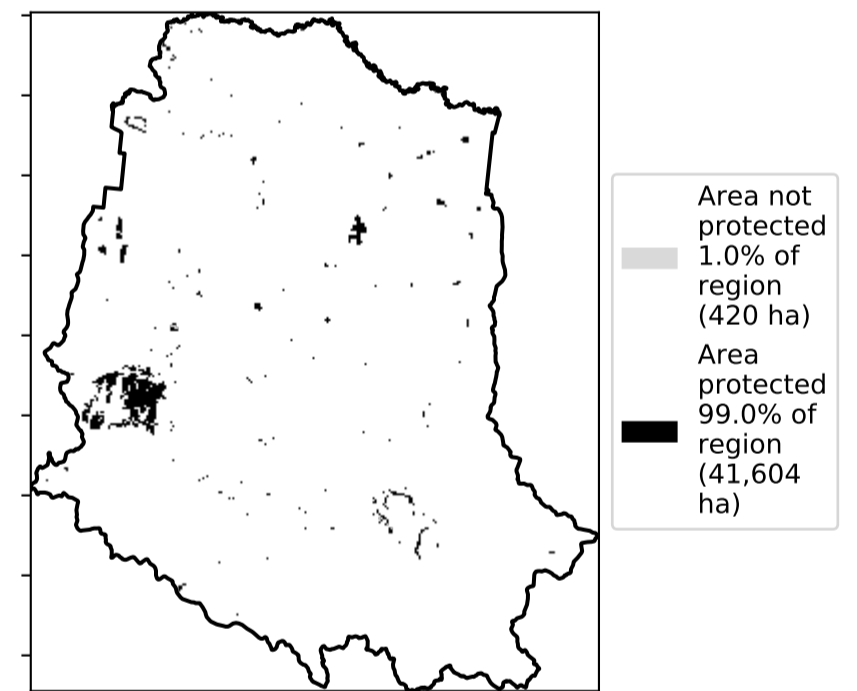 Area not
protected
1.0% of
region
(420 ha)
Area
protected
99.0% of
region
(41,604
ha)